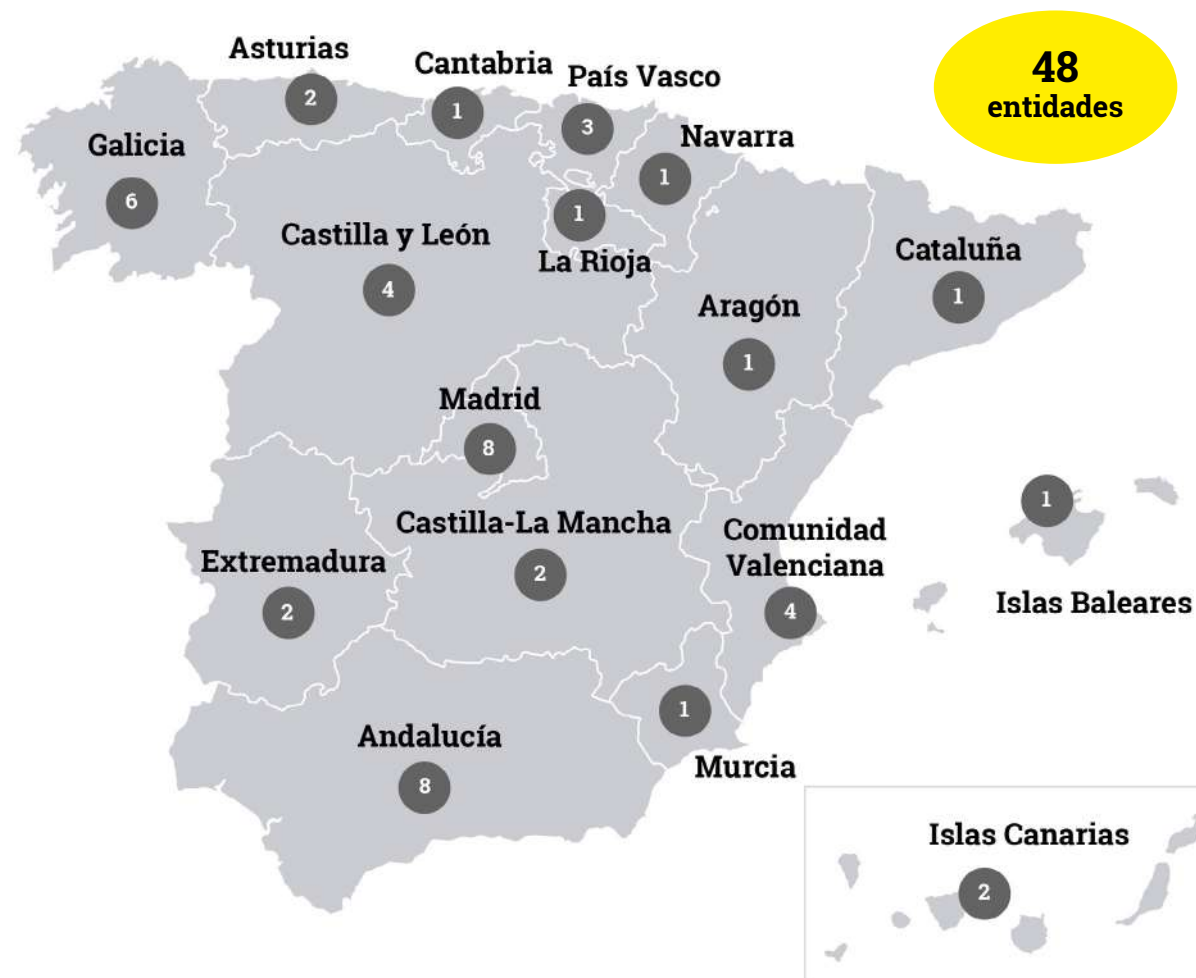 48
entidades
Asturias
2
Cantabria
1
País Vasco
3
Navarra
1
Galicia
6
La Rioja
1
Castilla y León
4
Cataluña
1
Aragón
1
Madrid
8
Castilla-La Mancha
2
Comunidad
Valenciana
4
1
Islas Baleares
Extremadura
2
Murcia
1
Andalucía
8
Islas Canarias
2